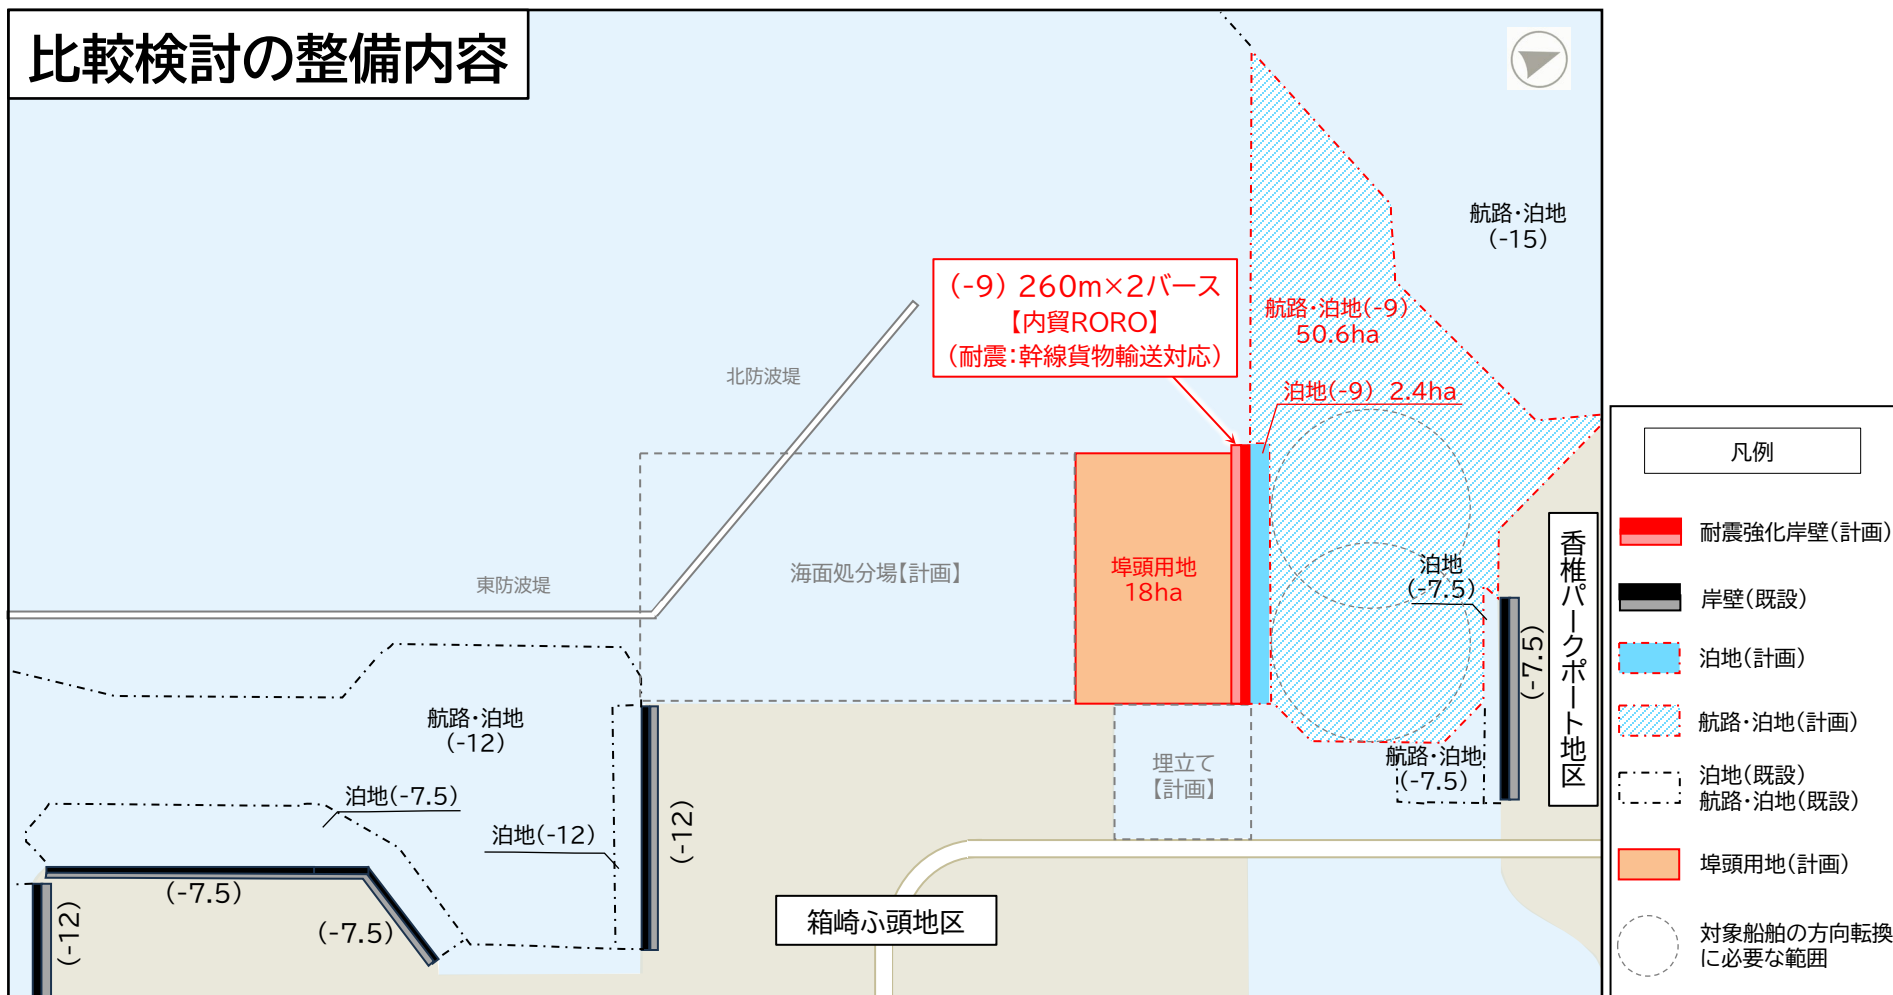 比較検討の整備内容
航路・泊地
(-15)
(-9) 260m×2バース
【内貿RORO】
(耐震:幹線貨物輸送対応)
航路・泊地(-9)
50.6ha
泊地(-9) 2.4ha
北防波堤
東防波堤
海面処分場【計画】
埠頭用地
18ha
泊地
(-7.5)
(-7.5)
香椎パークポート地区
航路・泊地
(-12)
航路・泊地
(-7.5)
埋立て
【計画】
泊地(-7.5)
泊地(-12)
(-12)
(-7.5)
(-7.5)
(-12)
箱崎ふ頭地区
凡例
耐震強化岸壁(計画)
岸壁(既設)
泊地(計画)
航路・泊地(計画)
泊地(既設)
航路・泊地(既設)
埠頭用地(計画)
対象船舶の方向転換
に必要な範囲